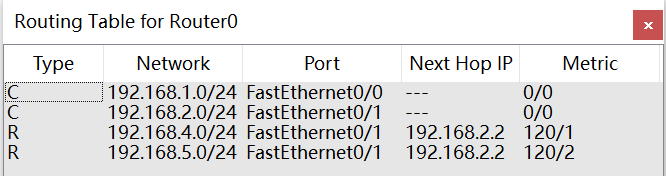 Routing Table for Router0
Type Network Port Next Hop IP Metric
C 192.168.1.0/24 FastEthernet0/0 --- 0/0
C 192.168.2.0/24 FastEthernet0/1 --- 0/0
R 192.168.4.0/24 FastEthernet0/1 192.168.2.2 120/1
R 192.168.5.0/24 FastEthernet0/1 192.168.2.2 120/2